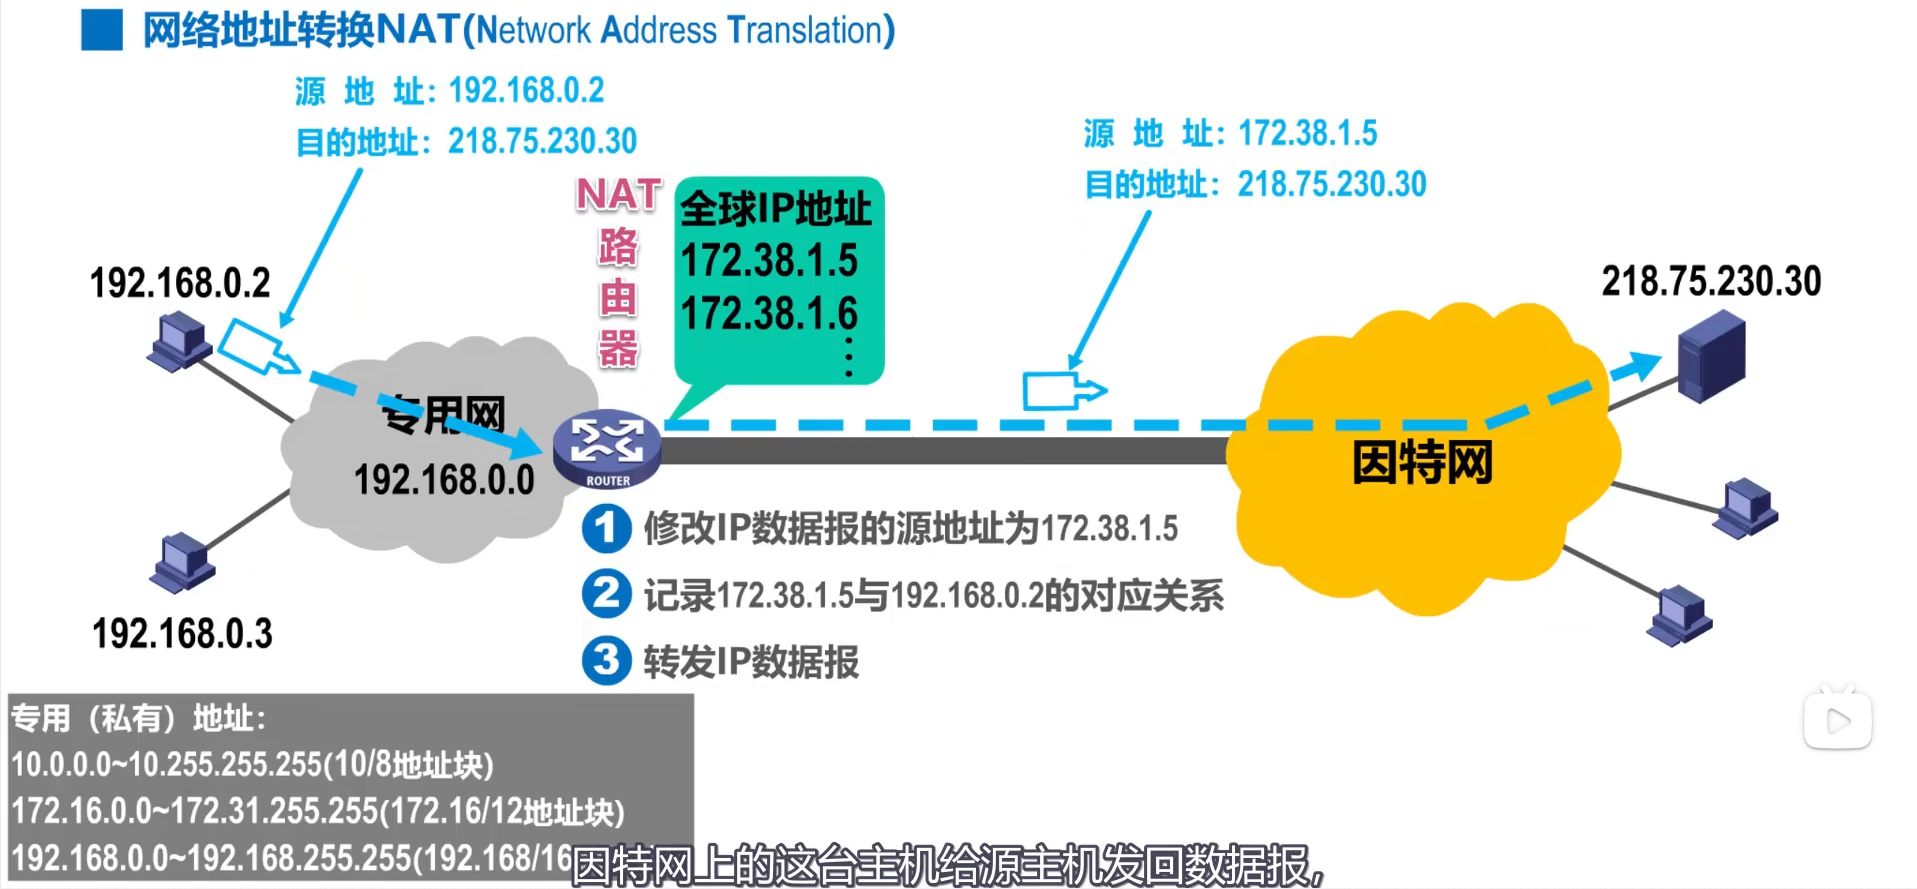 网络地址转换NAT(Network Address Translation)
源 地 址：192.168.0.2
目的地址：218.75.230.30
源 地 址：172.38.1.5
目的地址：218.75.230.30
NAT
路
由
器
全球IP地址
172.38.1.5
172.38.1.6
⋮
192.168.0.2
218.75.230.30
专用网
192.168.0.0
ROUTER
因特网
1 修改IP数据报的源地址为172.38.1.5
2 记录172.38.1.5与192.168.0.2的对应关系
3 转发IP数据报
192.168.0.3
专用（私有）地址：
10.0.0.0~10.255.255.255(10/8地址块)
172.16.0.0~172.31.255.255(172.16/12地址块)
192.168.0.0~192.168.255.255(192.168/16
因特网上的这台主机给源主机发回数据报，